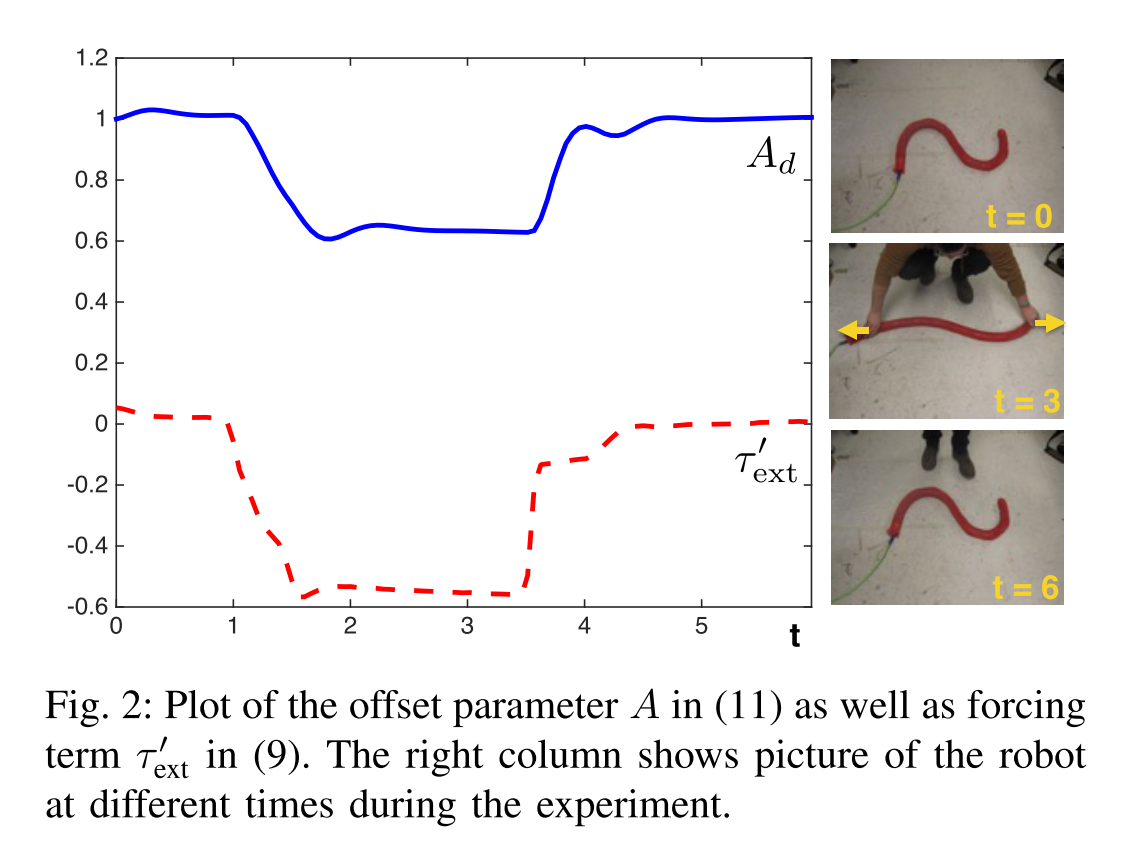 1.2
1
0.8
0.6
0.4
0.2
0
-0.2
-0.4
-0.6
0 1 2 3 4 5
t
A_d
τ′_ext
t = 0
t = 3
t = 6
Fig. 2: Plot of the offset parameter A in (11) as well as forcing
term τ′_ext in (9). The right column shows picture of the robot
at different times during the experiment.